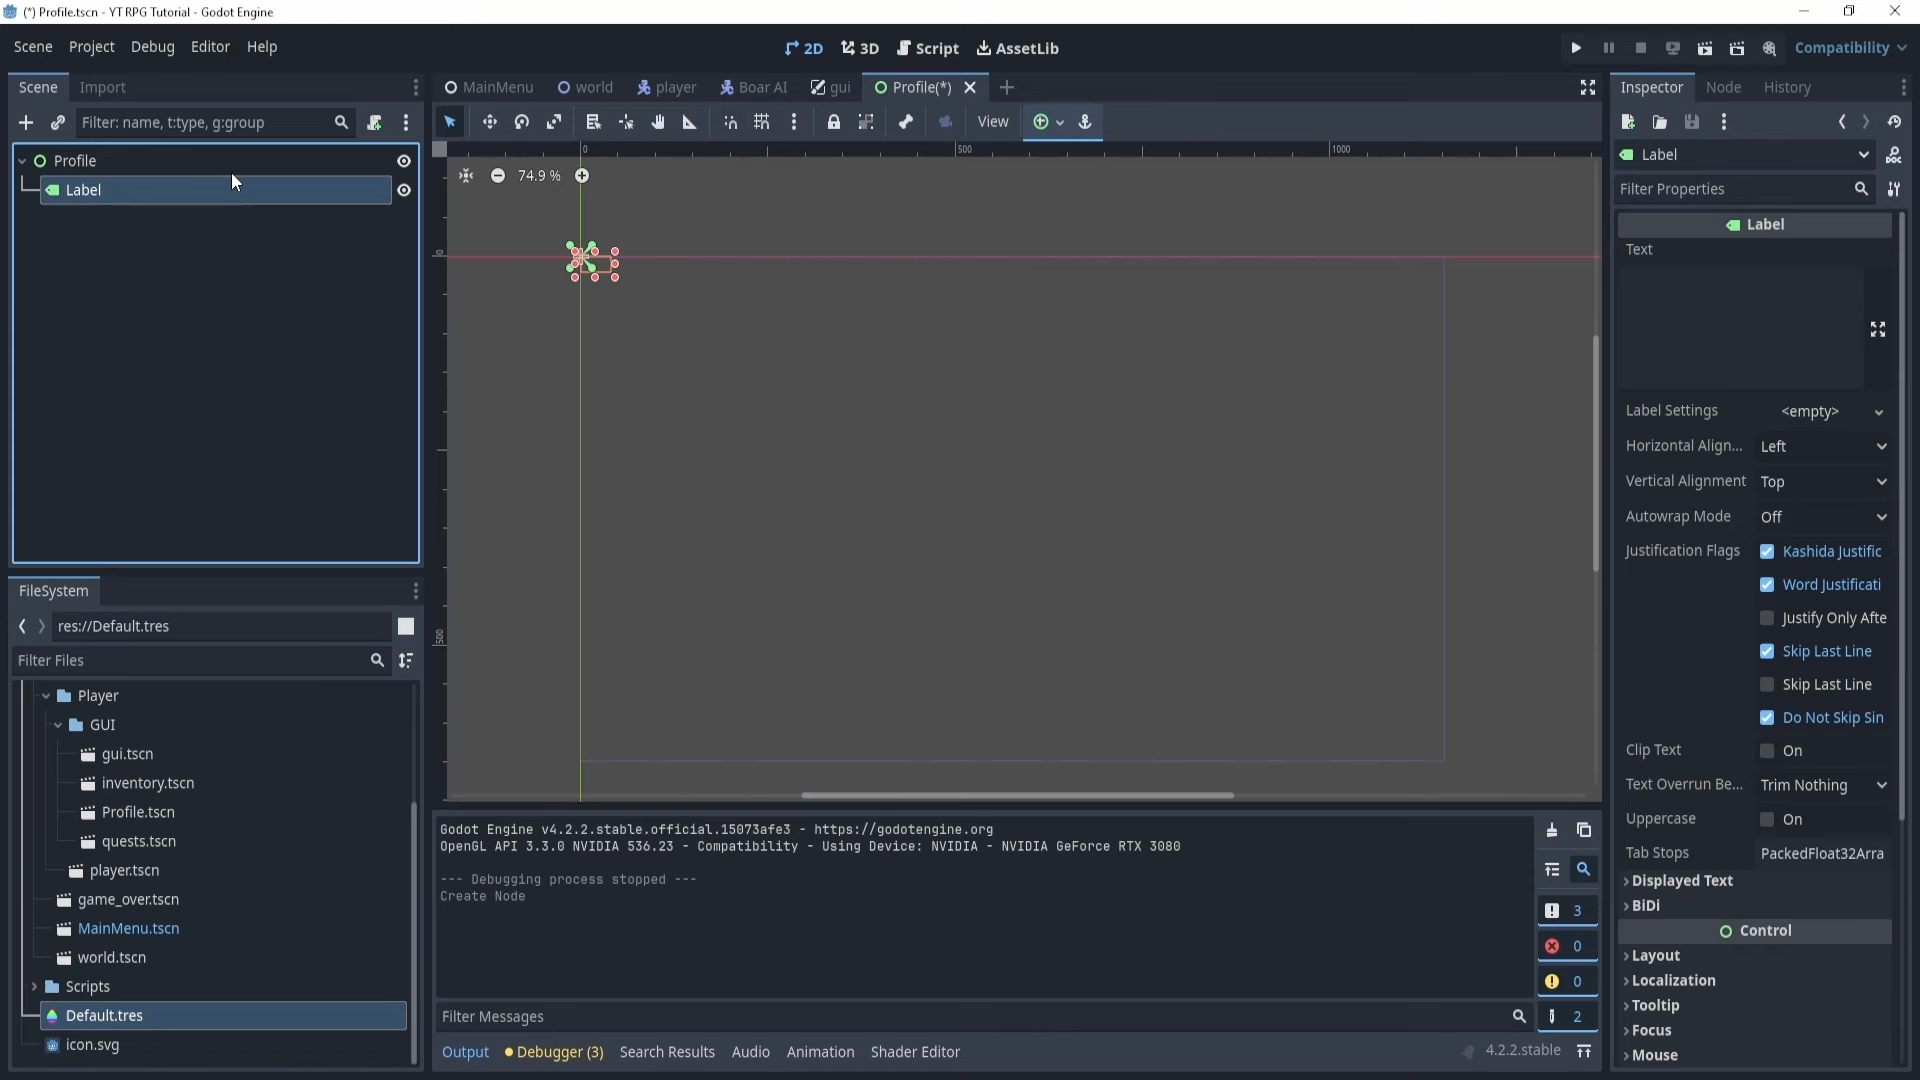 (*) Profile.tscn - YT RPG Tutorial - Godot Engine
Scene Project Debug Editor Help
2D 3D Script AssetLib
Compatibility
Scene Import
MainMenu world player Boar AI gui Profile(*)
Inspector Node History
Filter: name, t:type, g:group
View
Profile
Label
74.9 %
0
500
1000
0
500
Label
Filter Properties
Label
Text
Label Settings <empty>
Horizontal Align... Left
Vertical Alignment Top
Autowrap Mode Off
Justification Flags Kashida Justific
Word Justificati
Justify Only Afte
Skip Last Line
Skip Last Line
Do Not Skip Sin
Clip Text On
Text Overrun Be... Trim Nothing
Uppercase On
Tab Stops PackedFloat32Arra
Displayed Text
BiDi
Control
Layout
Localization
Tooltip
Focus
Mouse
FileSystem
res://Default.tres
Filter Files
Player
GUI
gui.tscn
inventory.tscn
Profile.tscn
quests.tscn
player.tscn
game_over.tscn
MainMenu.tscn
world.tscn
Scripts
Default.tres
icon.svg
Godot Engine v4.2.2.stable.official.15073afe3 - https://godotengine.org
OpenGL API 3.3.0 NVIDIA 536.23 - Compatibility - Using Device: NVIDIA - NVIDIA GeForce RTX 3080
--- Debugging process stopped ---
Create Node
3
0
0
2
Filter Messages
Output Debugger (3) Search Results Audio Animation Shader Editor
4.2.2.stable